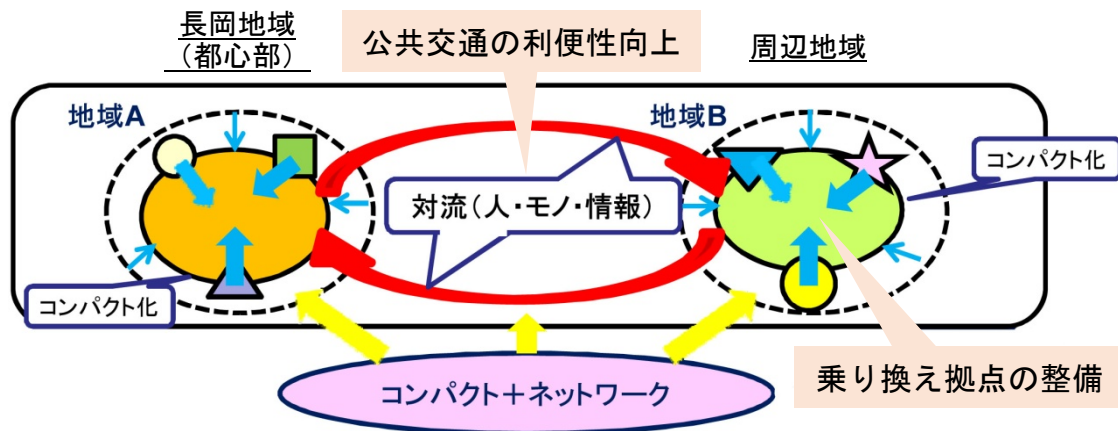 長岡地域
（都心部）
公共交通の利便性向上
周辺地域
地域A
地域B
コンパクト化
対流（人・モノ・情報）
コンパクト化
コンパクト＋ネットワーク
乗り換え拠点の整備